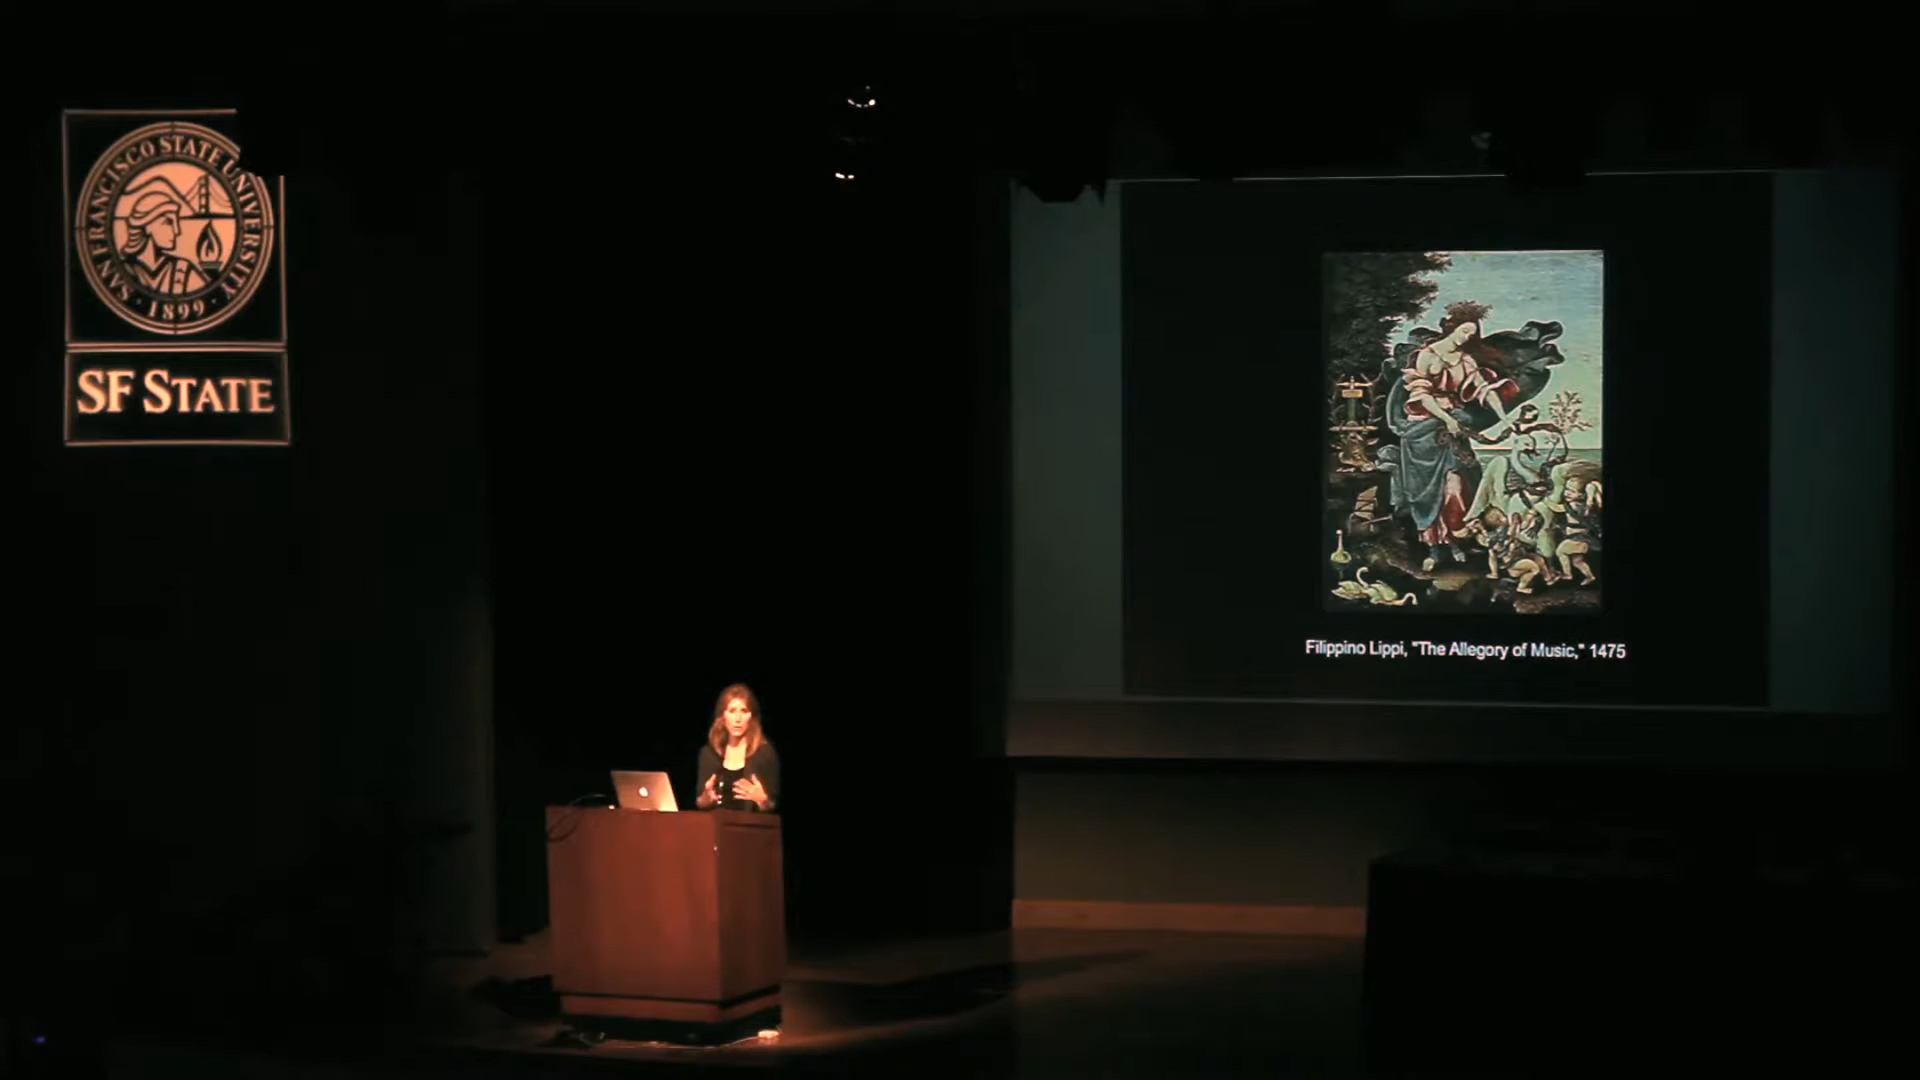 SAN FRANCISCO STATE UNIVERSITY
· 1899 ·
SF STATE
Filippino Lippi, "The Allegory of Music," 1475